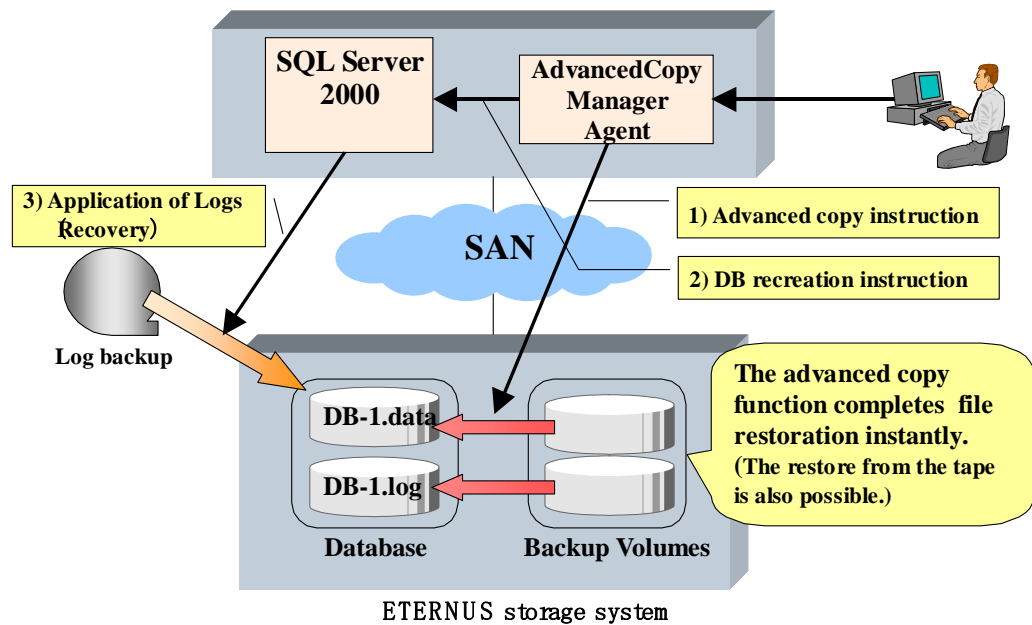 SQL Server
2000
AdvancedCopy
Manager
Agent
3) Application of Logs
(Recovery)
1) Advanced copy instruction
SAN
2) DB recreation instruction
Log backup
The advanced copy
function completes file
restoration instantly.
(The restore from the tape
is also possible.)
DB-1.data
DB-1.log
Database
Backup Volumes
ETERNUS storage system